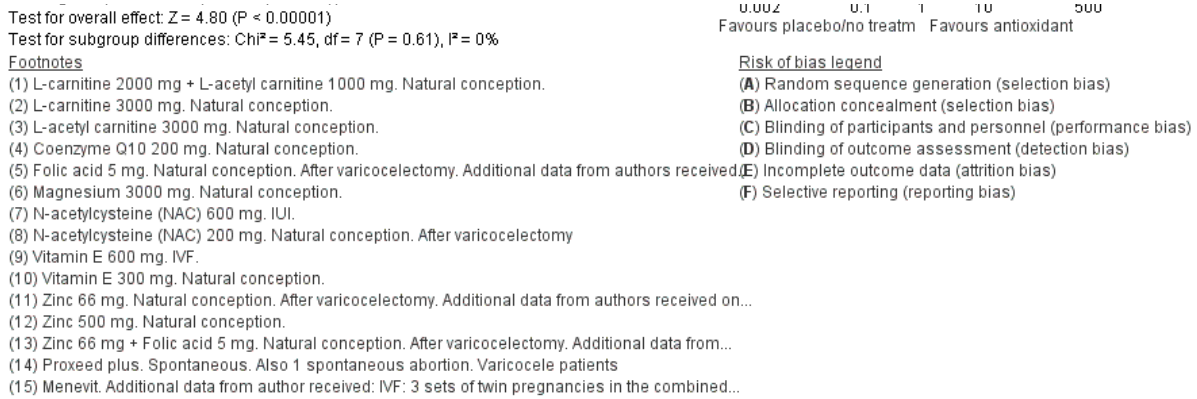 0.002 0.1 1 10 500
Test for overall effect: Z = 4.80 (P < 0.00001)
Favours placebo/no treatm Favours antioxidant
Test for subgroup differences: Chi² = 5.45, df = 7 (P = 0.61), I² = 0%
Footnotes
(1) L-carnitine 2000 mg + L-acetyl carnitine 1000 mg. Natural conception.
(2) L-carnitine 3000 mg. Natural conception.
(3) L-acetyl carnitine 3000 mg. Natural conception.
(4) Coenzyme Q10 200 mg. Natural conception.
(5) Folic acid 5 mg. Natural conception. After varicocelectomy. Additional data from authors received.
(6) Magnesium 3000 mg. Natural conception.
(7) N-acetylcysteine (NAC) 600 mg. IUI.
(8) N-acetylcysteine (NAC) 200 mg. Natural conception. After varicocelectomy
(9) Vitamin E 600 mg. IVF.
(10) Vitamin E 300 mg. Natural conception.
(11) Zinc 66 mg. Natural conception. After varicocelectomy. Additional data from authors received on...
(12) Zinc 500 mg. Natural conception.
(13) Zinc 66 mg + Folic acid 5 mg. Natural conception. After varicocelectomy. Additional data from...
(14) Proxeed plus. Spontaneous. Also 1 spontaneous abortion. Varicocele patients
(15) Menevit. Additional data from author received: IVF: 3 sets of twin pregnancies in the combined...
Risk of bias legend
(A) Random sequence generation (selection bias)
(B) Allocation concealment (selection bias)
(C) Blinding of participants and personnel (performance bias)
(D) Blinding of outcome assessment (detection bias)
(E) Incomplete outcome data (attrition bias)
(F) Selective reporting (reporting bias)